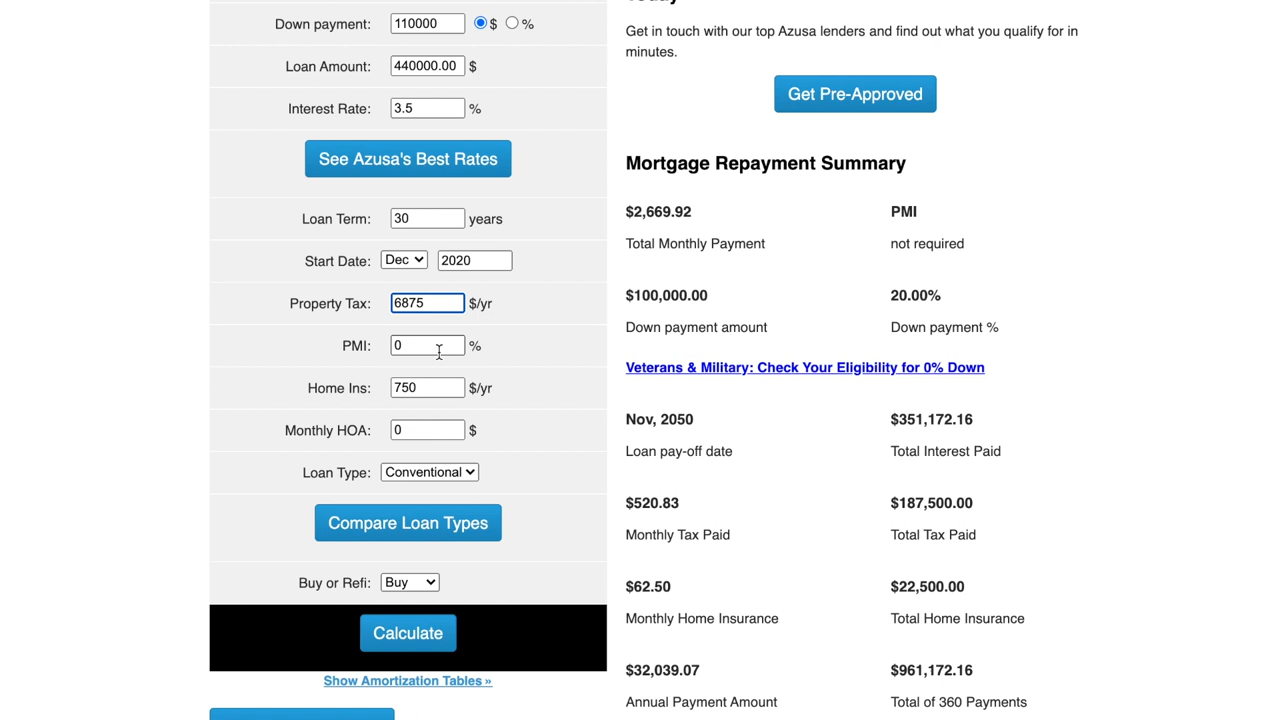 Down payment: 110000 $ %
Loan Amount: 440000.00 $
Interest Rate: 3.5 %
See Azusa's Best Rates
Loan Term: 30 years
Start Date: Dec 2020
Property Tax: 6875 $/yr
PMI: 0 %
Home Ins: 750 $/yr
Monthly HOA: 0 $
Loan Type: Conventional
Compare Loan Types
Buy or Refi: Buy
Calculate
Show Amortization Tables »
Get in touch with our top Azusa lenders and find out what you qualify for in
minutes.
Get Pre-Approved
Mortgage Repayment Summary
$2,669.92 PMI
Total Monthly Payment not required
$100,000.00 20.00%
Down payment amount Down payment %
Veterans & Military: Check Your Eligibility for 0% Down
Nov, 2050 $351,172.16
Loan pay-off date Total Interest Paid
$520.83 $187,500.00
Monthly Tax Paid Total Tax Paid
$62.50 $22,500.00
Monthly Home Insurance Total Home Insurance
$32,039.07 $961,172.16
Annual Payment Amount Total of 360 Payments